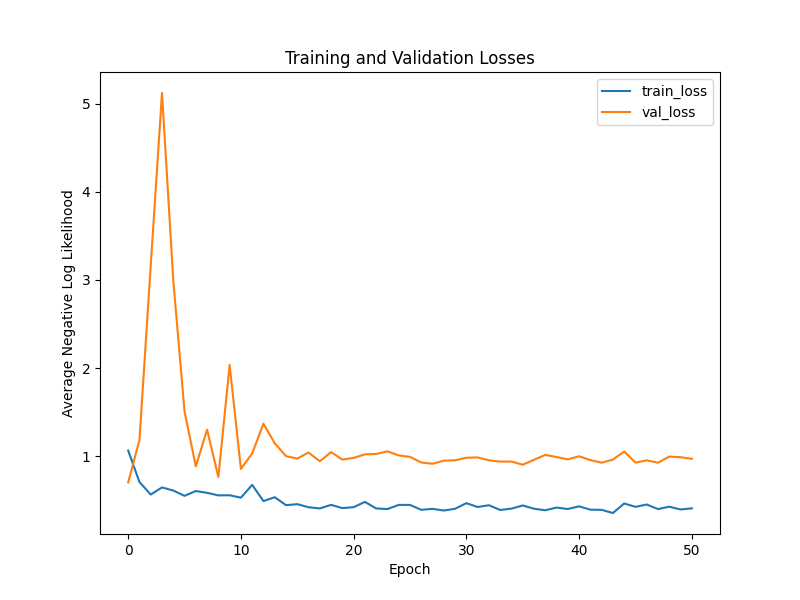 Training and Validation Losses
train_loss
val_loss
Average Negative Log Likelihood
5
4
3
2
1
0
10
20
30
40
50
Epoch